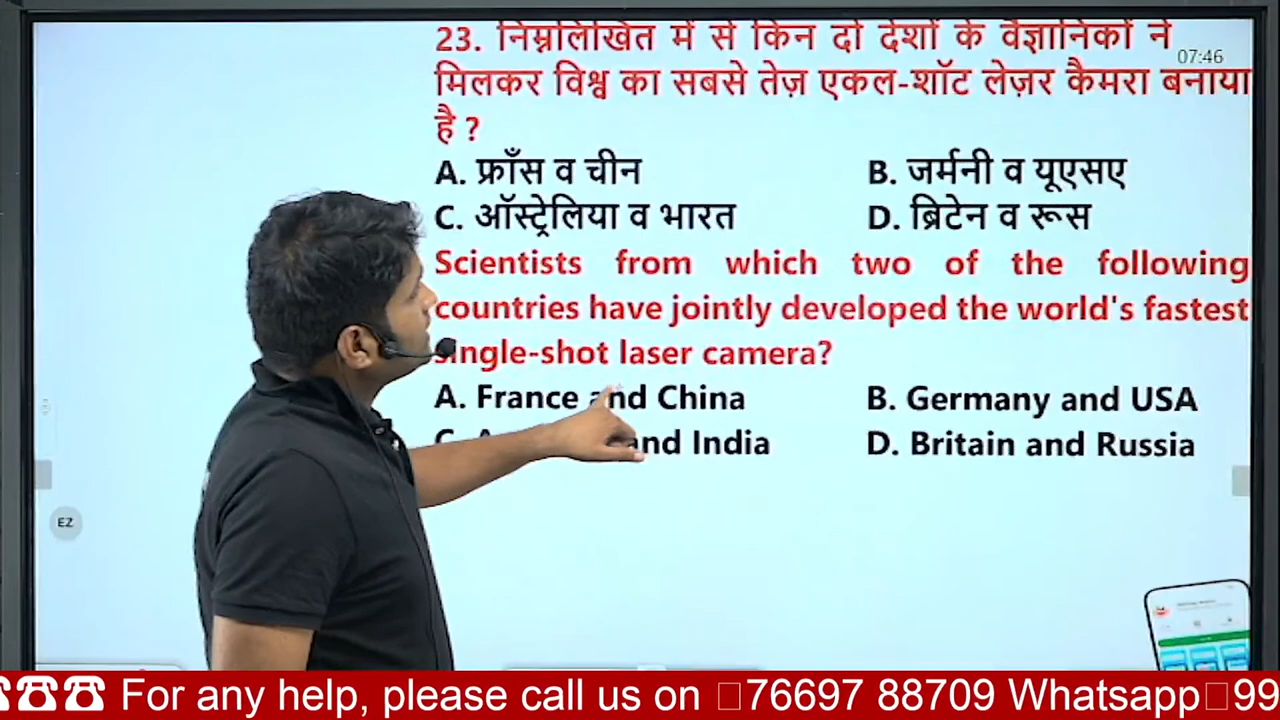 23. निम्नलिखित में से किन दो देशों के वैज्ञानिकों ने
07:46
मिलकर विश्व का सबसे तेज़ एकल-शॉट लेज़र कैमरा बनाया
है ?
A. फ्राँस व चीन B. जर्मनी व यूएसए
C. ऑस्ट्रेलिया व भारत D. ब्रिटेन व रूस
Scientists from which two of the following
countries have jointly developed the world's fastest
single-shot laser camera?
A. France and China B. Germany and USA
and India D. Britain and Russia
EZ
For any help, please call us on 76697 88709 Whatsapp 99